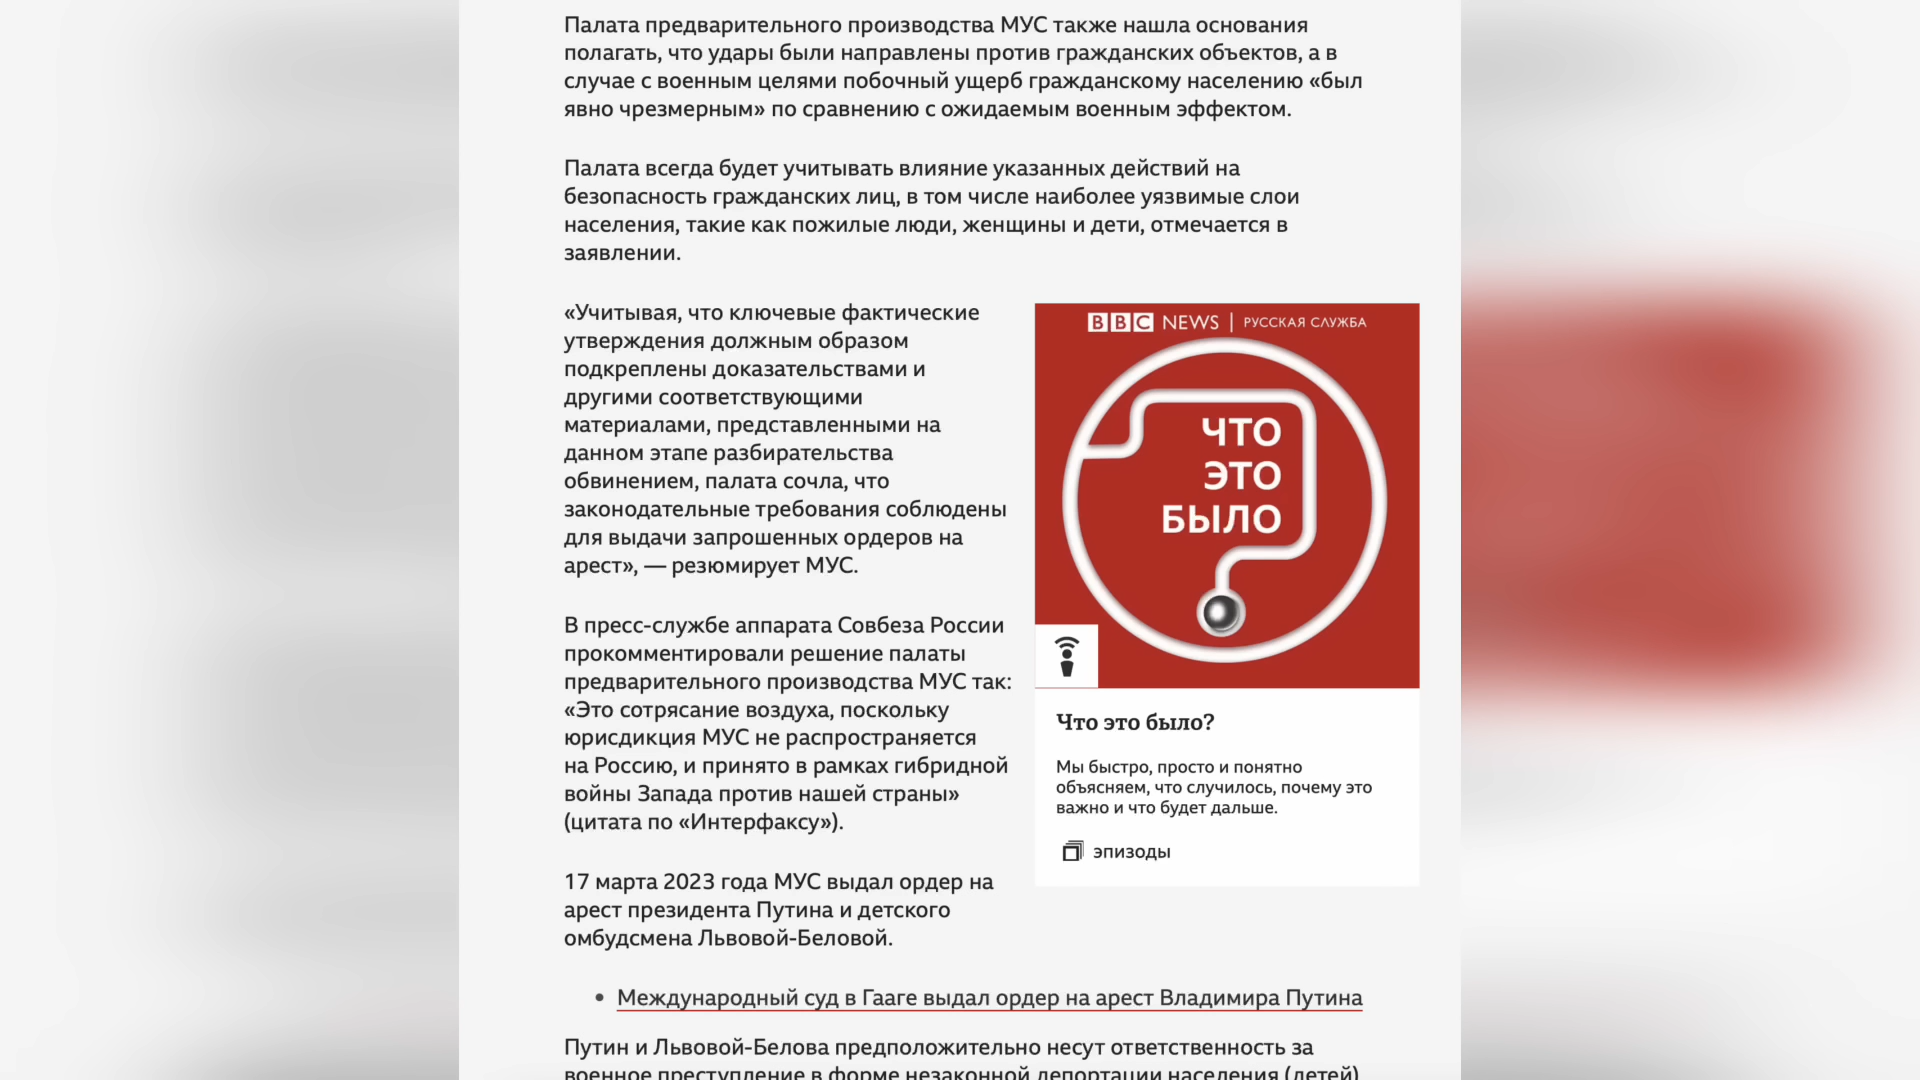 Палата предварительного производства МУС также нашла основания
полагать, что удары были направлены против гражданских объектов, а в
случае с военным целями побочный ущерб гражданскому населению «был
явно чрезмерным» по сравнению с ожидаемым военным эффектом.
Палата всегда будет учитывать влияние указанных действий на
безопасность гражданских лиц, в том числе наиболее уязвимые слои
населения, такие как пожилые люди, женщины и дети, отмечается в
заявлении.
«Учитывая, что ключевые фактические
утверждения должным образом
подкреплены доказательствами и
другими соответствующими
материалами, представленными на
данном этапе разбирательства
обвинением, палата сочла, что
законодательные требования соблюдены
для выдачи запрошенных ордеров на
арест», — резюмирует МУС.
В пресс-службе аппарата Совбеза России
прокомментировали решение палаты
предварительного производства МУС так:
«Это сотрясание воздуха, поскольку
юрисдикция МУС не распространяется
на Россию, и принято в рамках гибридной
войны Запада против нашей страны»
(цитата по «Интерфаксу»).
17 марта 2023 года МУС выдал ордер на
арест президента Путина и детского
омбудсмена Львовой-Беловой.
BBC NEWS | РУССКАЯ СЛУЖБА
ЧТО
ЭТО
БЫЛО
Что это было?
Мы быстро, просто и понятно
объясняем, что случилось, почему это
важно и что будет дальше.
эпизоды
• Международный суд в Гааге выдал ордер на арест Владимира Путина
Путин и Львовой-Белова предположительно несут ответственность за
военное преступление в форме незаконной депортации населения (детей)